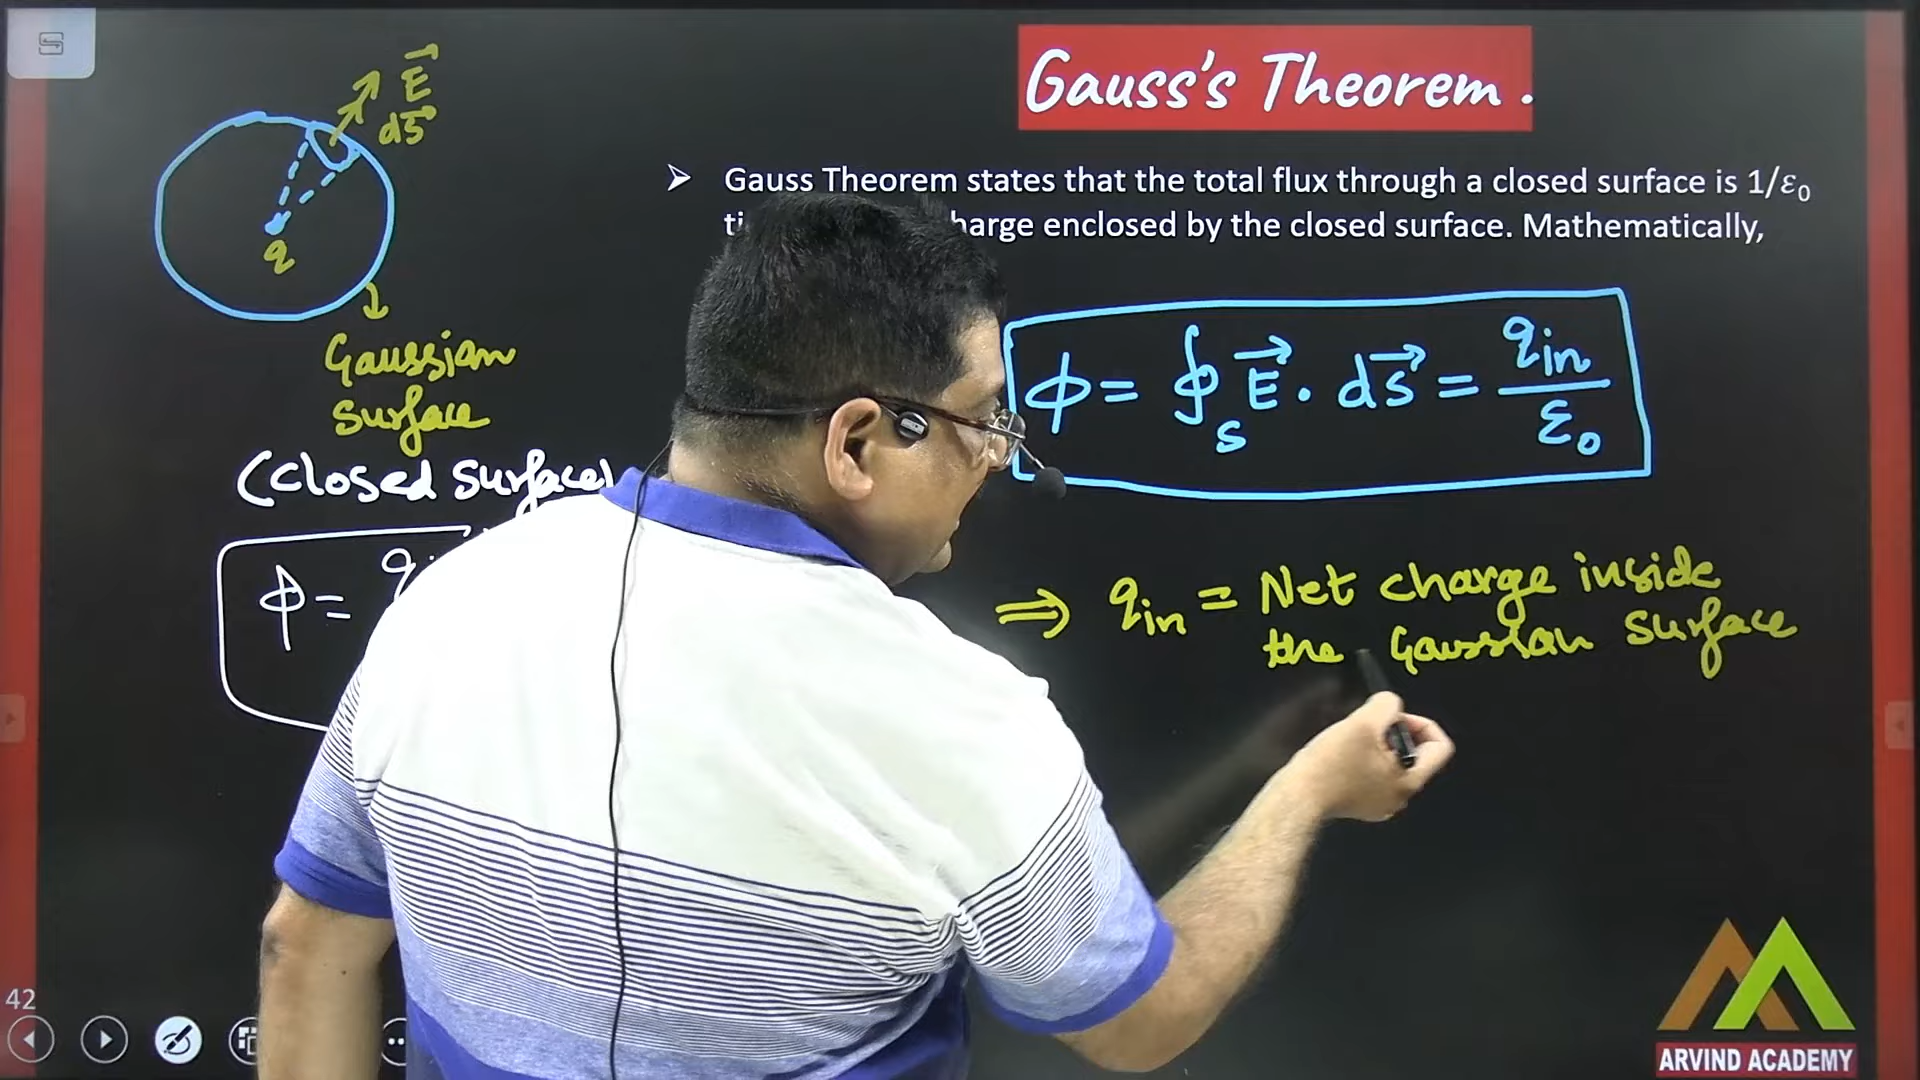 Gauss's Theorem .
➤ Gauss Theorem states that the total flux through a closed surface is 1/ε₀
harge enclosed by the closed surface. Mathematically,
E⃗
dS⃗
q
Gaussian
surface
(closed surface)
ϕ =
ϕ = ∮ₛ E⃗ . dS⃗ = qin/ε₀
⇒ qin = Net charge inside
the Gaussian surface
42
ARVIND ACADEMY